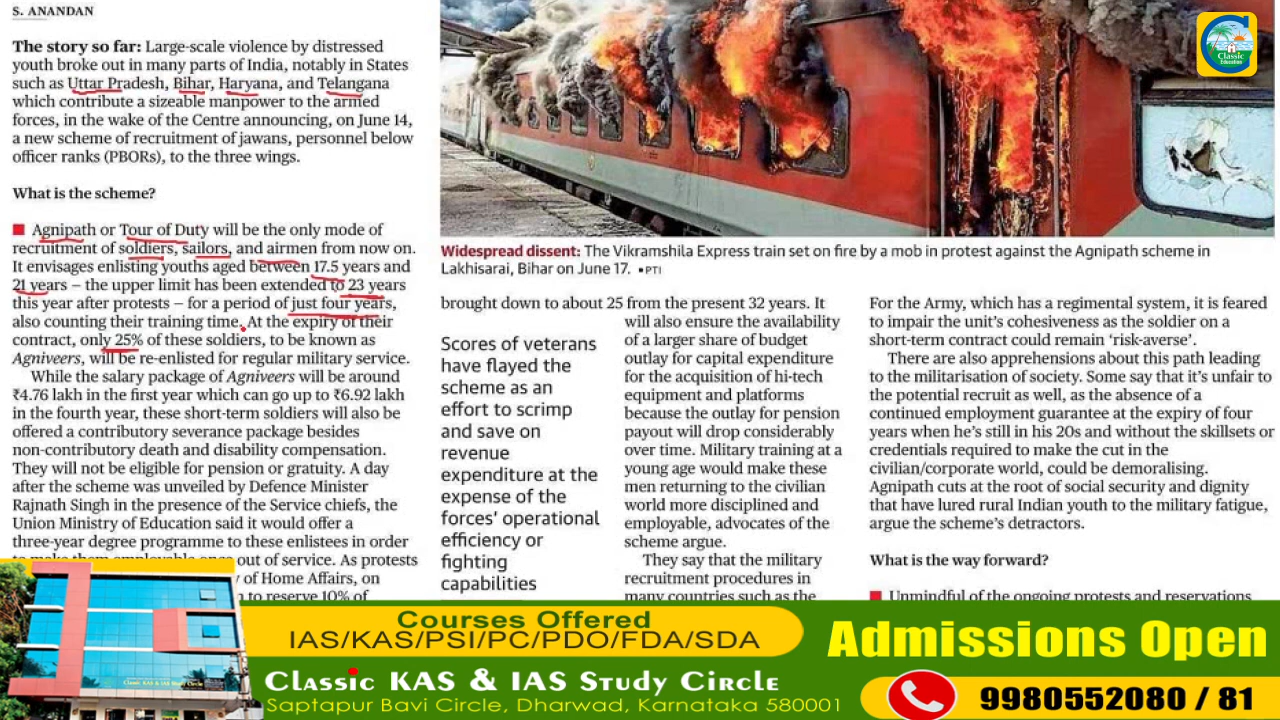 S. ANANDAN
The story so far: Large-scale violence by distressed
youth broke out in many parts of India, notably in States
such as Uttar Pradesh, Bihar, Haryana, and Telangana
which contribute a sizeable manpower to the armed
forces, in the wake of the Centre announcing, on June 14,
a new scheme of recruitment of jawans, personnel below
officer ranks (PBORs), to the three wings.
What is the scheme?
Agnipath or Tour of Duty will be the only mode of
recruitment of soldiers, sailors, and airmen from now on.
It envisages enlisting youths aged between 17.5 years and
21 years – the upper limit has been extended to 23 years
this year after protests – for a period of just four years,
also counting their training time. At the expiry of their
contract, only 25% of these soldiers, to be known as
Agniveers, will be re-enlisted for regular military service.
While the salary package of Agniveers will be around
₹4.76 lakh in the first year which can go up to ₹6.92 lakh
in the fourth year, these short-term soldiers will also be
offered a contributory severance package besides
non-contributory death and disability compensation.
They will not be eligible for pension or gratuity. A day
after the scheme was unveiled by Defence Minister
Rajnath Singh in the presence of the Service chiefs, the
Union Ministry of Education said it would offer a
three-year degree programme to these enlistees in order
to make them employable once out of service. As protests
of Home Affairs, on
to reserve 10% of
Widespread dissent: The Vikramshila Express train set on fire by a mob in protest against the Agnipath scheme in
Lakhisarai, Bihar on June 17. • PTI
brought down to about 25 from the present 32 years. It
will also ensure the availability
of a larger share of budget
outlay for capital expenditure
for the acquisition of hi-tech
equipment and platforms
because the outlay for pension
payout will drop considerably
over time. Military training at a
young age would make these
men returning to the civilian
world more disciplined and
employable, advocates of the
scheme argue.
They say that the military
recruitment procedures in
many countries such as the
Scores of veterans
have flayed the
scheme as an
effort to scrimp
and save on
revenue
expenditure at the
expense of the
forces’ operational
efficiency or
fighting
capabilities
For the Army, which has a regimental system, it is feared
to impair the unit’s cohesiveness as the soldier on a
short-term contract could remain ‘risk-averse’.
There are also apprehensions about this path leading
to the militarisation of society. Some say that it’s unfair to
the potential recruit as well, as the absence of a
continued employment guarantee at the expiry of four
years when he’s still in his 20s and without the skillsets or
credentials required to make the cut in the
civilian/corporate world, could be demoralising.
Agnipath cuts at the root of social security and dignity
that have lured rural Indian youth to the military fatigue,
argue the scheme’s detractors.
What is the way forward?
Unmindful of the ongoing protests and reservations
Classic
Education
Courses Offered
IAS/KAS/PSI/PC/PDO/FDA/SDA
Classic KAS & IAS Study Circle
Saptapur Bavi Circle, Dharwad, Karnataka 580001
Admissions Open
9980552080 / 81
Classic KAS & IAS Study Circle